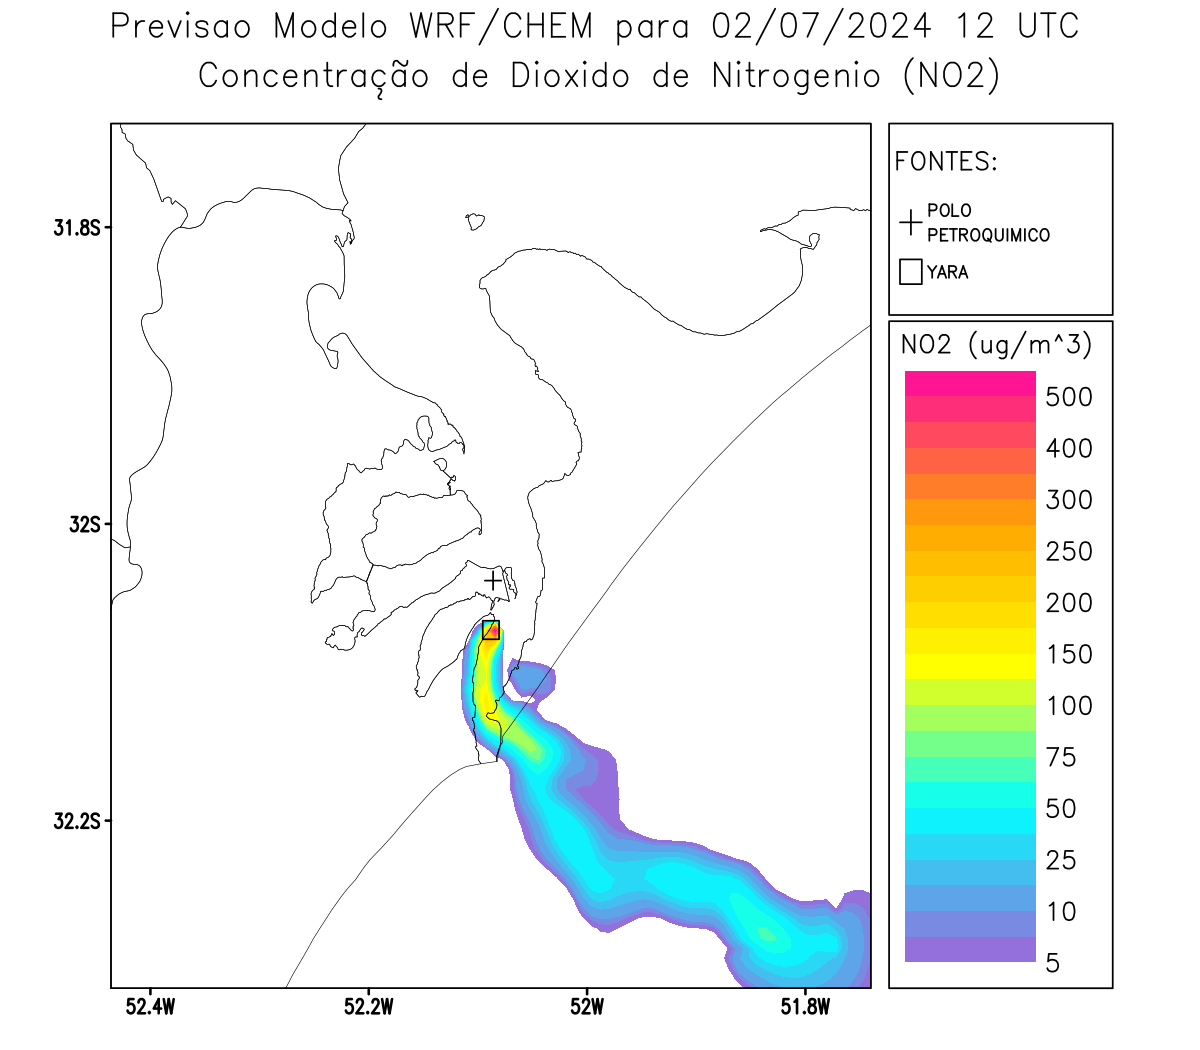 Previsao Modelo WRF/CHEM para 02/07/2024 12 UTC
Concentração de Dioxido de Nitrogenio (NO2)
FONTES:
POLO
PETROQUIMICO
YARA
NO2 (ug/m^3)
500
400
300
250
200
150
100
75
50
25
10
5
31.8S
32S
32.2S
52.4W
52.2W
52W
51.8W